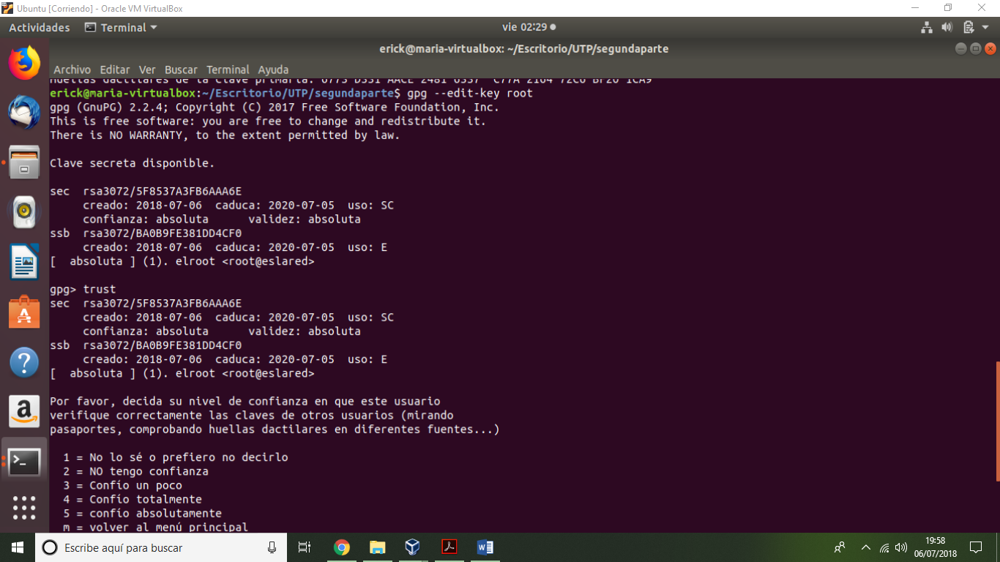 Ubuntu [Corriendo] - Oracle VM VirtualBox
Actividades Terminal vie 02:29
erick@maria-virtualbox: ~/Escritorio/UTP/segundaparte
Archivo Editar Ver Buscar Terminal Ayuda
Huellas dactilares de la clave primaria: 6773 B351 AACE 2481 6357 C77A 2164 72C6 BF20 1CA9
erick@maria-virtualbox:~/Escritorio/UTP/segundaparte$ gpg --edit-key root
gpg (GnuPG) 2.2.4; Copyright (C) 2017 Free Software Foundation, Inc.
This is free software: you are free to change and redistribute it.
There is NO WARRANTY, to the extent permitted by law.
Clave secreta disponible.
sec  rsa3072/5F8537A3FB6AAA6E
creado: 2018-07-06  caduca: 2020-07-05  uso: SC
confianza: absoluta      validez: absoluta
ssb  rsa3072/BA0B9FE381DD4CF0
creado: 2018-07-06  caduca: 2020-07-05  uso: E
[  absoluta ] (1). elroot <root@eslared>
gpg> trust
sec  rsa3072/5F8537A3FB6AAA6E
creado: 2018-07-06  caduca: 2020-07-05  uso: SC
confianza: absoluta      validez: absoluta
ssb  rsa3072/BA0B9FE381DD4CF0
creado: 2018-07-06  caduca: 2020-07-05  uso: E
[  absoluta ] (1). elroot <root@eslared>
Por favor, decida su nivel de confianza en que este usuario
verifique correctamente las claves de otros usuarios (mirando
pasaportes, comprobando huellas dactilares en diferentes fuentes...)
1 = No lo sé o prefiero no decirlo
2 = NO tengo confianza
3 = Confío un poco
4 = Confío totalmente
5 = confío absolutamente
m = volver al menú principal
Escribe aquí para buscar
19:58
06/07/2018